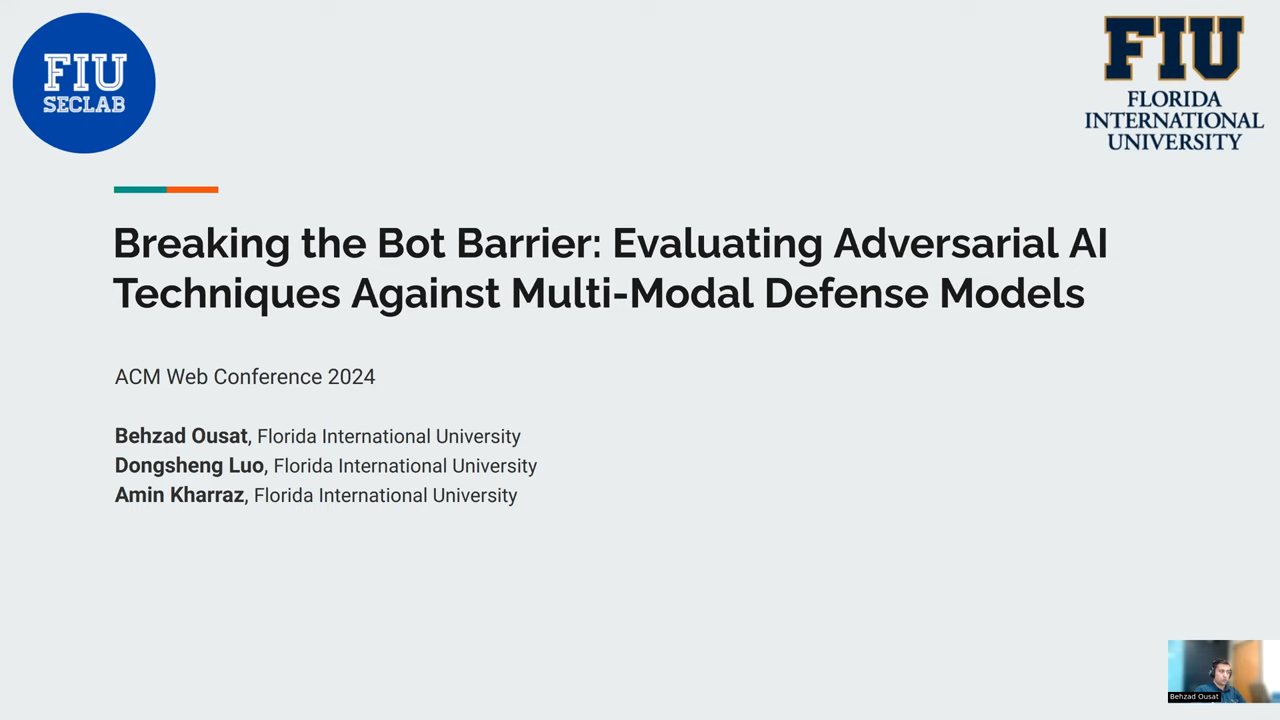 FIU
SECLAB
FIU
FLORIDA
INTERNATIONAL
UNIVERSITY
Breaking the Bot Barrier: Evaluating Adversarial AI
Techniques Against Multi-Modal Defense Models
ACM Web Conference 2024
Behzad Ousat, Florida International University
Dongsheng Luo, Florida International University
Amin Kharraz, Florida International University
Behzad Ousat